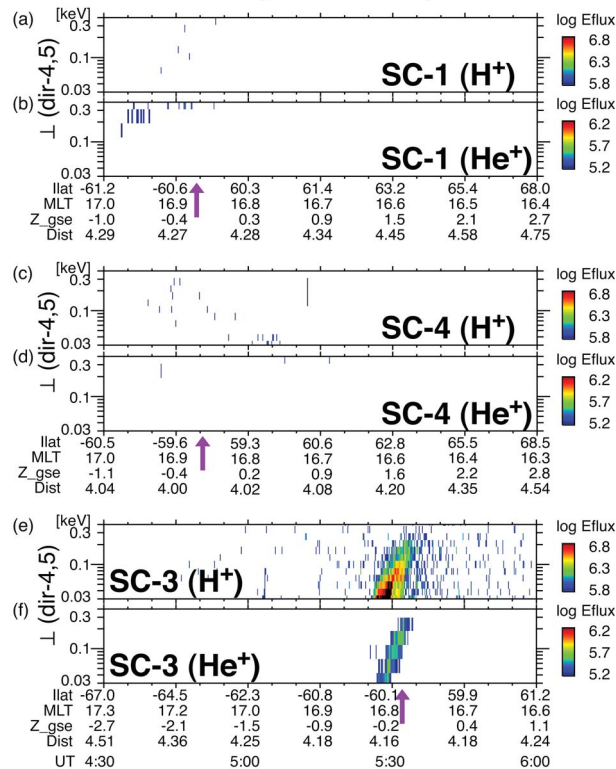 (a) [keV] log Eflux
0.3 6.8
0.1 6.3
0.03 SC-1 (H+) 5.8
⊥ (dir-4,5)
(b) log Eflux
0.3 6.2
0.1 5.7
0.03 SC-1 (He+) 5.2
Ilat -61.2 -60.6 60.3 61.4 63.2 65.4 68.0
MLT 17.0 16.9 16.8 16.7 16.6 16.5 16.4
Z_gse -1.0 -0.4 0.3 0.9 1.5 2.1 2.7
Dist 4.29 4.27 4.28 4.34 4.45 4.58 4.75
(c) [keV] log Eflux
6.8
0.1 6.3
0.03 SC-4 (H+) 5.8
⊥ (dir-4,5)
(d) log Eflux
0.3 6.2
0.1 5.7
0.03 SC-4 (He+) 5.2
Ilat -60.5 -59.6 59.3 60.6 62.8 65.5 68.5
MLT 17.0 16.9 16.8 16.7 16.6 16.4 16.3
Z_gse -1.1 -0.4 0.2 0.9 1.6 2.2 2.8
Dist 4.04 4.00 4.02 4.08 4.20 4.35 4.54
(e) [keV] log Eflux
6.8
0.1 6.3
0.03 SC-3 (H+) 5.8
⊥ (dir-4,5)
(f) log Eflux
0.3 6.2
0.1 5.7
0.03 SC-3 (He+) 5.2
Ilat -67.0 -64.5 -62.3 -60.8 -60.1 59.9 61.2
MLT 17.3 17.2 17.0 16.9 16.8 16.7 16.6
Z_gse -2.7 -2.1 -1.5 -0.9 -0.2 0.4 1.1
Dist 4.51 4.36 4.25 4.18 4.16 4.18 4.24
UT 4:30 5:00 5:30 6:00